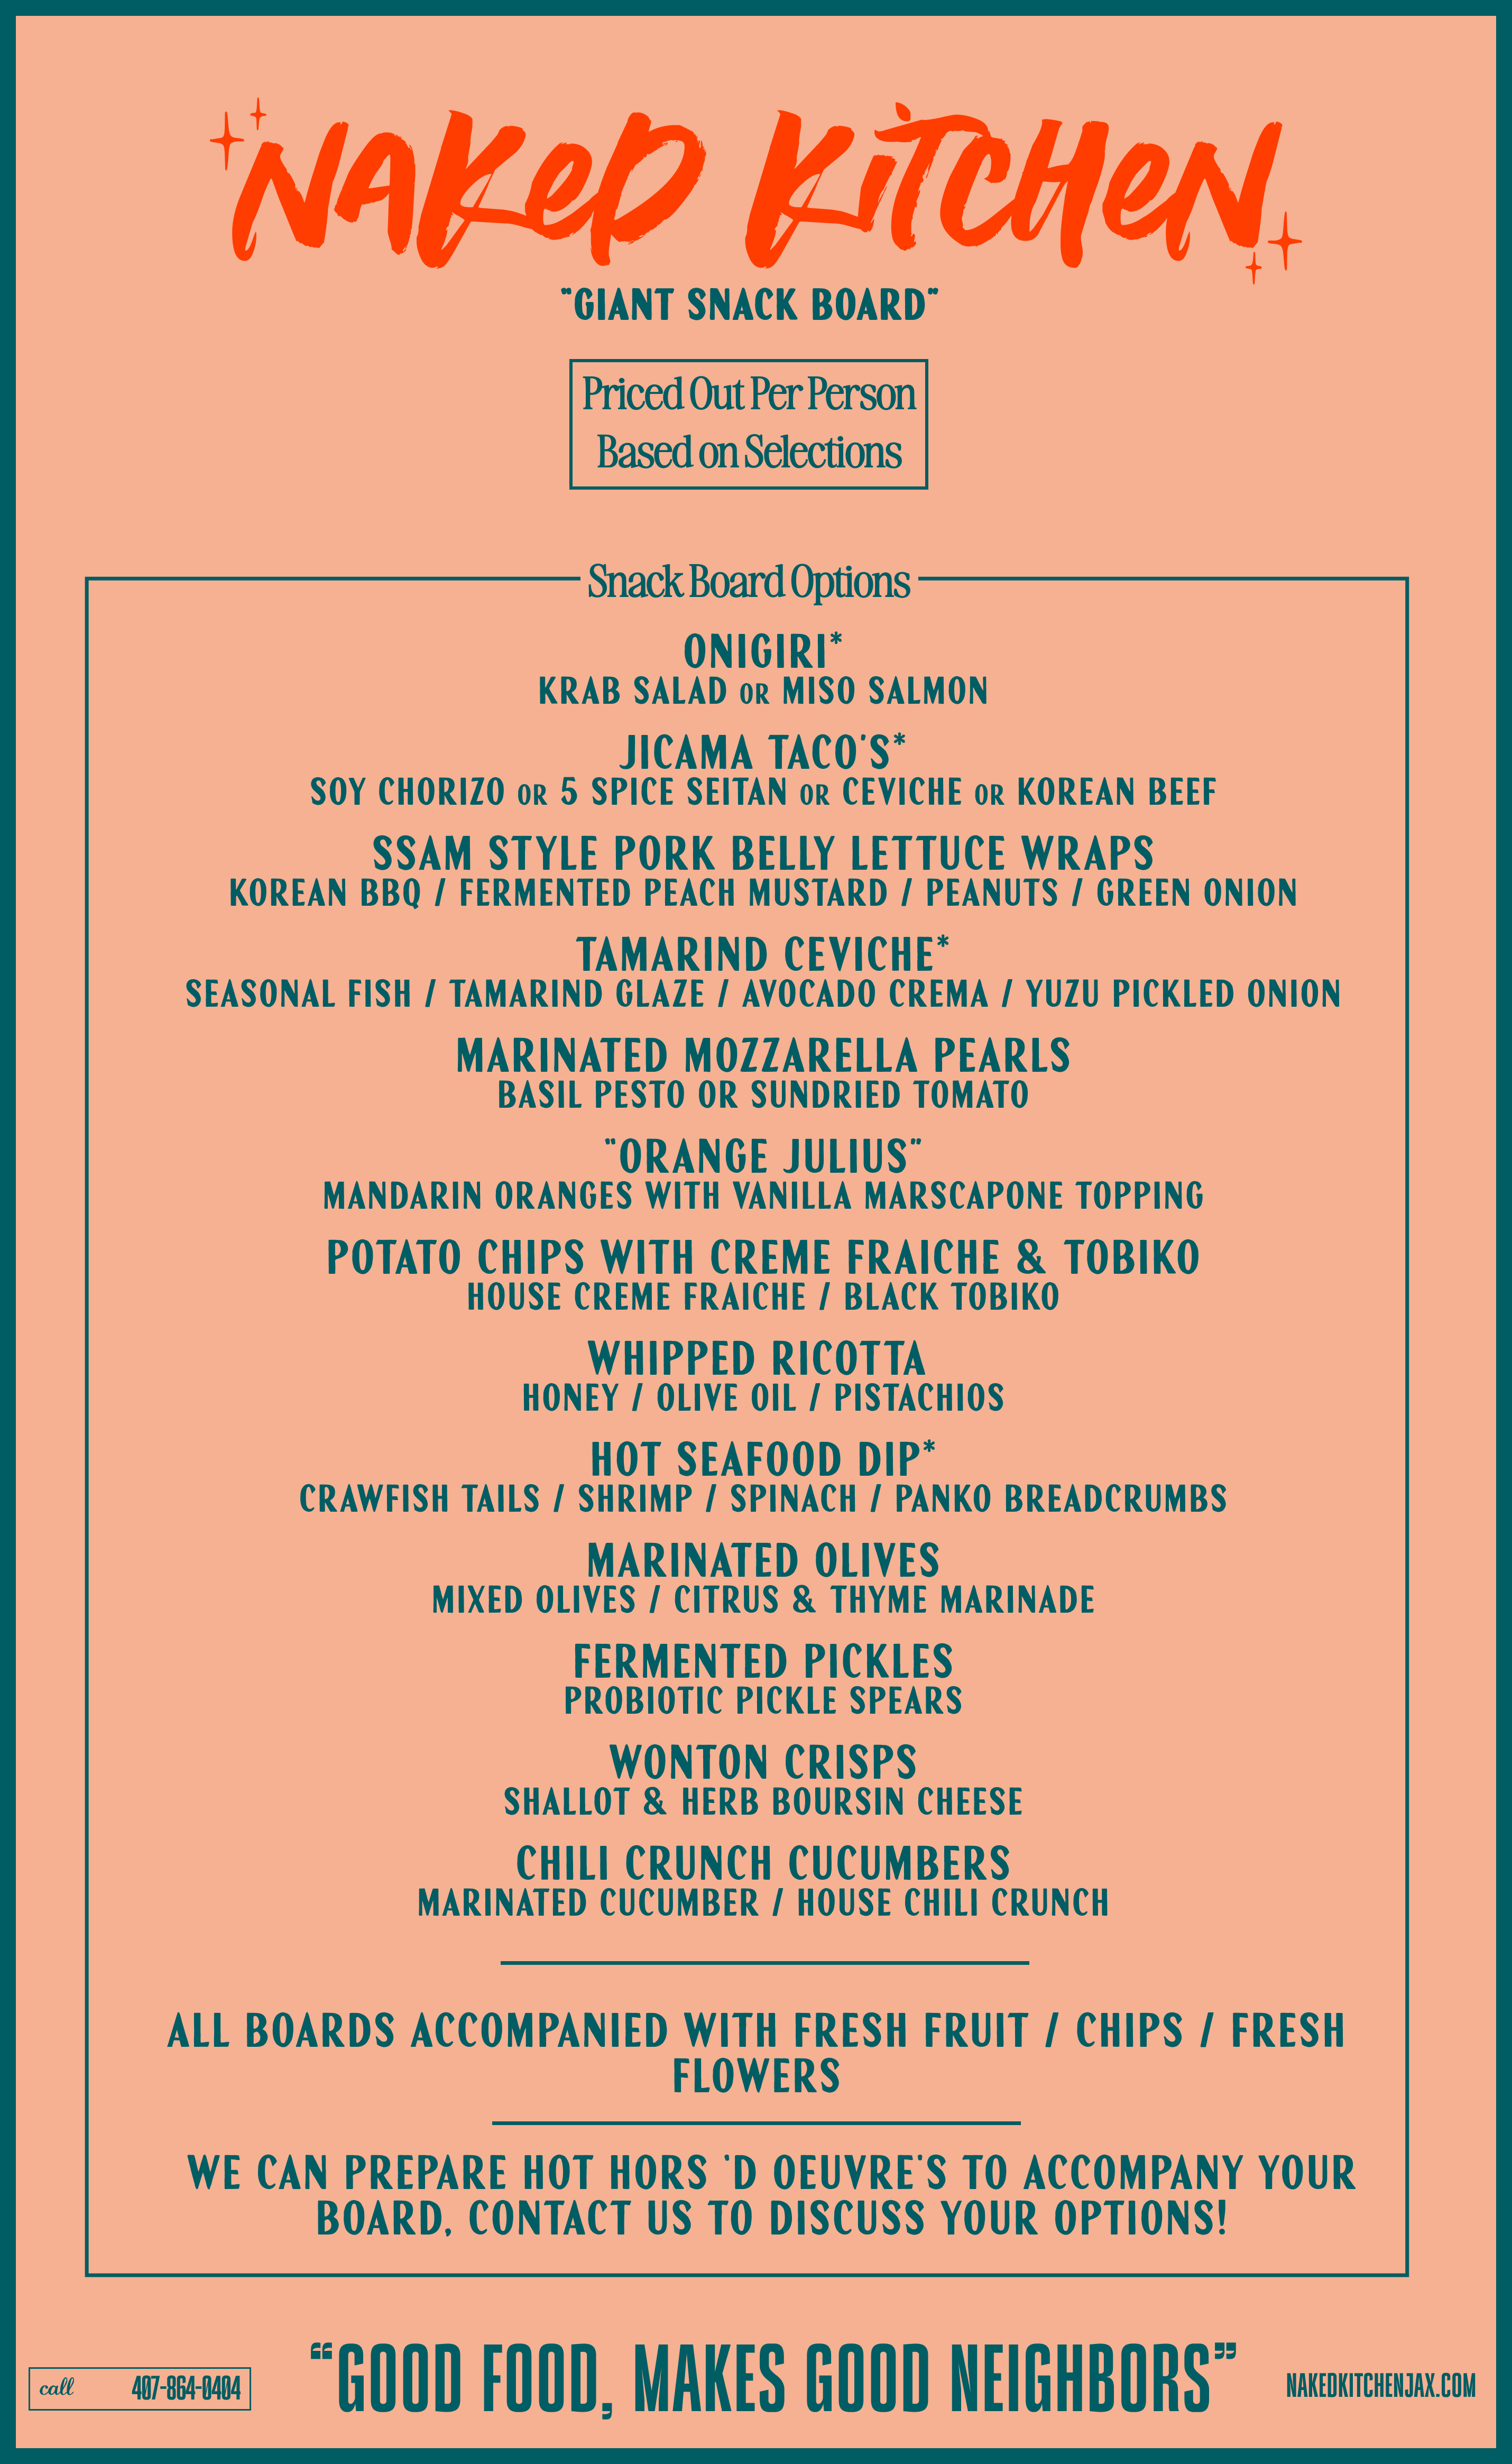 NAKED KITCHEN
"GIANT SNACK BOARD"
Priced Out Per Person
Based on Selections
Snack Board Options
ONIGIRI*
KRAB SALAD OR MISO SALMON
JICAMA TACO'S*
SOY CHORIZO OR 5 SPICE SEITAN OR CEVICHE OR KOREAN BEEF
SSAM STYLE PORK BELLY LETTUCE WRAPS
KOREAN BBQ / FERMENTED PEACH MUSTARD / PEANUTS / GREEN ONION
TAMARIND CEVICHE*
SEASONAL FISH / TAMARIND GLAZE / AVOCADO CREMA / YUZU PICKLED ONION
MARINATED MOZZARELLA PEARLS
BASIL PESTO OR SUNDRIED TOMATO
"ORANGE JULIUS"
MANDARIN ORANGES WITH VANILLA MARSCAPONE TOPPING
POTATO CHIPS WITH CREME FRAICHE & TOBIKO
HOUSE CREME FRAICHE / BLACK TOBIKO
WHIPPED RICOTTA
HONEY / OLIVE OIL / PISTACHIOS
HOT SEAFOOD DIP*
CRAWFISH TAILS / SHRIMP / SPINACH / PANKO BREADCRUMBS
MARINATED OLIVES
MIXED OLIVES / CITRUS & THYME MARINADE
FERMENTED PICKLES
PROBIOTIC PICKLE SPEARS
WONTON CRISPS
SHALLOT & HERB BOURSIN CHEESE
CHILI CRUNCH CUCUMBERS
MARINATED CUCUMBER / HOUSE CHILI CRUNCH
ALL BOARDS ACCOMPANIED WITH FRESH FRUIT / CHIPS / FRESH
FLOWERS
WE CAN PREPARE HOT HORS 'D OEUVRE'S TO ACCOMPANY YOUR
BOARD, CONTACT US TO DISCUSS YOUR OPTIONS!
call 407-864-0404
"GOOD FOOD, MAKES GOOD NEIGHBORS"
NAKEDKITCHENJAX.COM